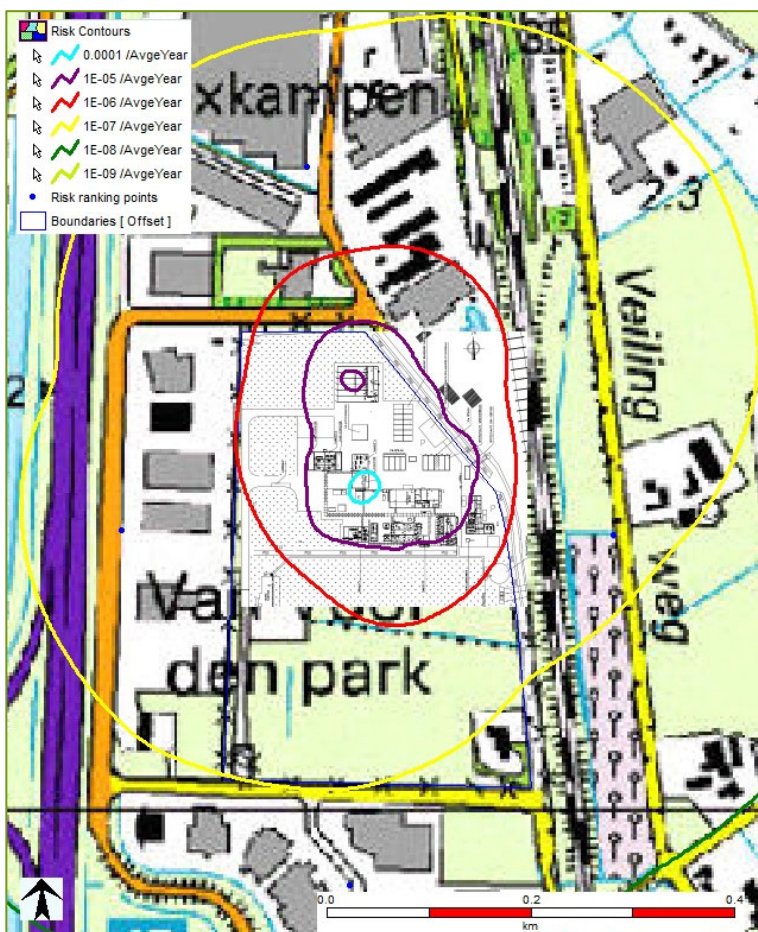 Risk Contours
0.0001 /AvgeYear
1E-05 /AvgeYear
1E-06 /AvgeYear
1E-07 /AvgeYear
1E-08 /AvgeYear
1E-09 /AvgeYear
Risk ranking points
Boundaries [ Offset ]
xkampen
2.3
Veiling
weg
2
den park
0.0
0.2
0.4
km